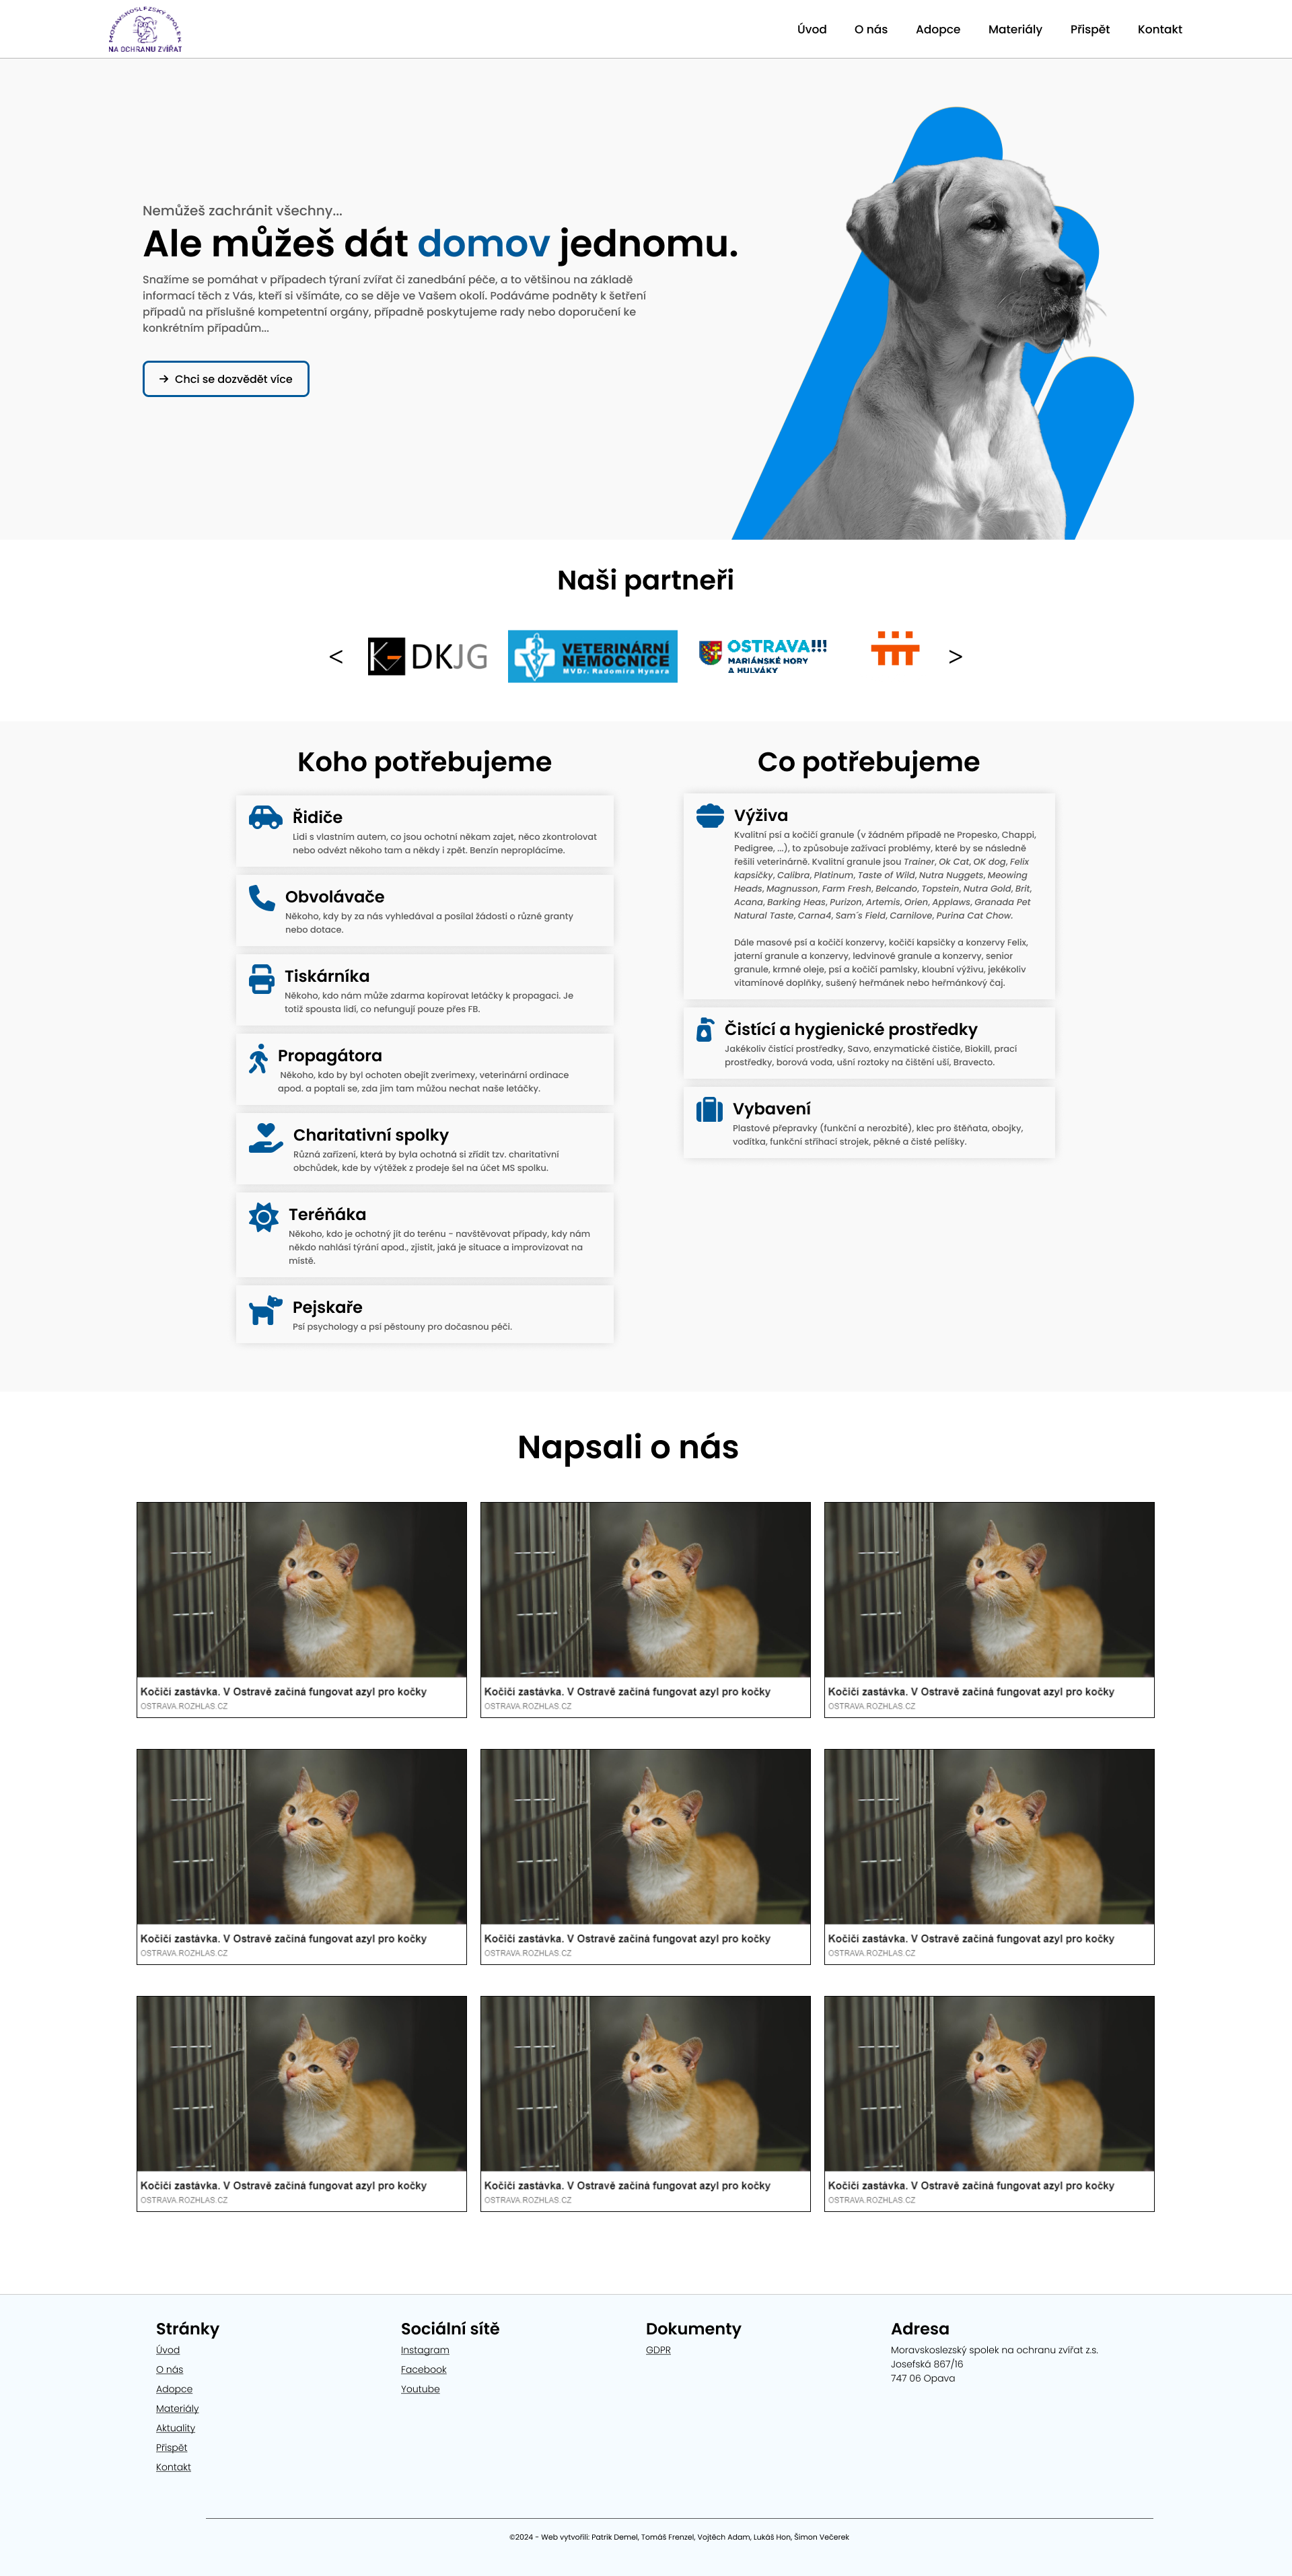 MORAVSKOSLEZSKÝ SPOLEK
NA OCHRANU ZVÍŘAT
Úvod
O nás
Adopce
Materiály
Přispět
Kontakt
Nemůžeš zachránit všechny...
Ale můžeš dát domov jednomu.
Snažíme se pomáhat v případech týraní zvířat či zanedbání péče, a to většinou na základě
informací těch z Vás, kteří si všímáte, co se děje ve Vašem okolí. Podáváme podněty k šetření
případů na příslušné kompetentní orgány, případně poskytujeme rady nebo doporučení ke
konkrétním případům...
→ Chci se dozvědět více
Naši partneři
<
K DKJG
VETERINÁRNÍ
NEMOCNICE
MVDr. Radomíra Hynara
OSTRAVA!!!
MARIÁNSKÉ HORY
A HULVÁKY
>
Koho potřebujeme
Řidiče
Lidi s vlastním autem, co jsou ochotni někam zajet, něco zkontrolovat
nebo odvézt někoho tam a někdy i zpět. Benzín neproplácíme.
Obvolávače
Někoho, kdy by za nás vyhledával a posílal žádosti o různé granty
nebo dotace.
Tiskárníka
Někoho, kdo nám může zdarma kopírovat letáčky k propagaci. Je
totiž spousta lidí, co nefungují pouze přes FB.
Propagátora
Někoho, kdo by byl ochoten obejít zverimexy, veterinární ordinace
apod. a poptali se, zda jim tam můžou nechat naše letáčky.
Charitativní spolky
Různá zařízení, která by byla ochotná si zřídit tzv. charitativní
obchůdek, kde by výtěžek z prodeje šel na účet MS spolku.
Teréňáka
Někoho, kdo je ochotný jít do terénu - navštěvovat případy, kdy nám
někdo nahlásí týrání apod., zjistit, jaká je situace a improvizovat na
místě.
Pejskaře
Psí psychology a psí pěstouny pro dočasnou péči.
Co potřebujeme
Výživa
Kvalitní psí a kočičí granule (v žádném případě ne Propesko, Chappi,
Pedigree, ...), to způsobuje zažívací problémy, které by se následně
řešili veterinárně. Kvalitní granule jsou Trainer, Ok Cat, OK dog, Felix
kapsičky, Calibra, Platinum, Taste of Wild, Nutra Nuggets, Meowing
Heads, Magnusson, Farm Fresh, Belcando, Topstein, Nutra Gold, Brit,
Acana, Barking Heas, Purizon, Artemis, Orien, Applaws, Granada Pet
Natural Taste, Carna4, Sam´s Field, Carnilove, Purina Cat Chow.
Dále masové psí a kočičí konzervy, kočičí kapsičky a konzervy Felix,
jaterní granule a konzervy, ledvinové granule a konzervy, senior
granule, krmné oleje, psí a kočičí pamlsky, kloubní výživu, jekékoliv
vitamínové doplňky, sušený heřmánek nebo heřmánkový čaj.
Čistící a hygienické prostředky
Jakékoliv čistící prostředky, Savo, enzymatické čističe, Biokill, prací
prostředky, borová voda, ušní roztoky na čištění uší, Bravecto.
Vybavení
Plastové přepravky (funkční a nerozbité), klec pro štěňata, obojky,
vodítka, funkční stříhací strojek, pěkné a čisté pelíšky.
Napsali o nás
Kočičí zastávka. V Ostravě začíná fungovat azyl pro kočky
OSTRAVA.ROZHLAS.CZ
Kočičí zastávka. V Ostravě začíná fungovat azyl pro kočky
OSTRAVA.ROZHLAS.CZ
Kočičí zastávka. V Ostravě začíná fungovat azyl pro kočky
OSTRAVA.ROZHLAS.CZ
Kočičí zastávka. V Ostravě začíná fungovat azyl pro kočky
OSTRAVA.ROZHLAS.CZ
Kočičí zastávka. V Ostravě začíná fungovat azyl pro kočky
OSTRAVA.ROZHLAS.CZ
Kočičí zastávka. V Ostravě začíná fungovat azyl pro kočky
OSTRAVA.ROZHLAS.CZ
Kočičí zastávka. V Ostravě začíná fungovat azyl pro kočky
OSTRAVA.ROZHLAS.CZ
Kočičí zastávka. V Ostravě začíná fungovat azyl pro kočky
OSTRAVA.ROZHLAS.CZ
Kočičí zastávka. V Ostravě začíná fungovat azyl pro kočky
OSTRAVA.ROZHLAS.CZ
Stránky
Úvod
O nás
Adopce
Materiály
Aktuality
Přispět
Kontakt
Sociální sítě
Instagram
Facebook
Youtube
Dokumenty
GDPR
Adresa
Moravskoslezský spolek na ochranu zvířat z.s.
Josefská 867/16
747 06 Opava
©2024 - Web vytvořili: Patrik Demel, Tomáš Frenzel, Vojtěch Adam, Lukáš Hon, Šimon Večerek